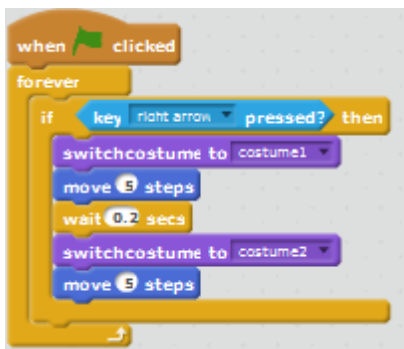 when clicked
forever
if key right arrow pressed? then
switchcostume to costume1
move 5 steps
wait 0.2 secs
switchcostume to costume2
move 5 steps